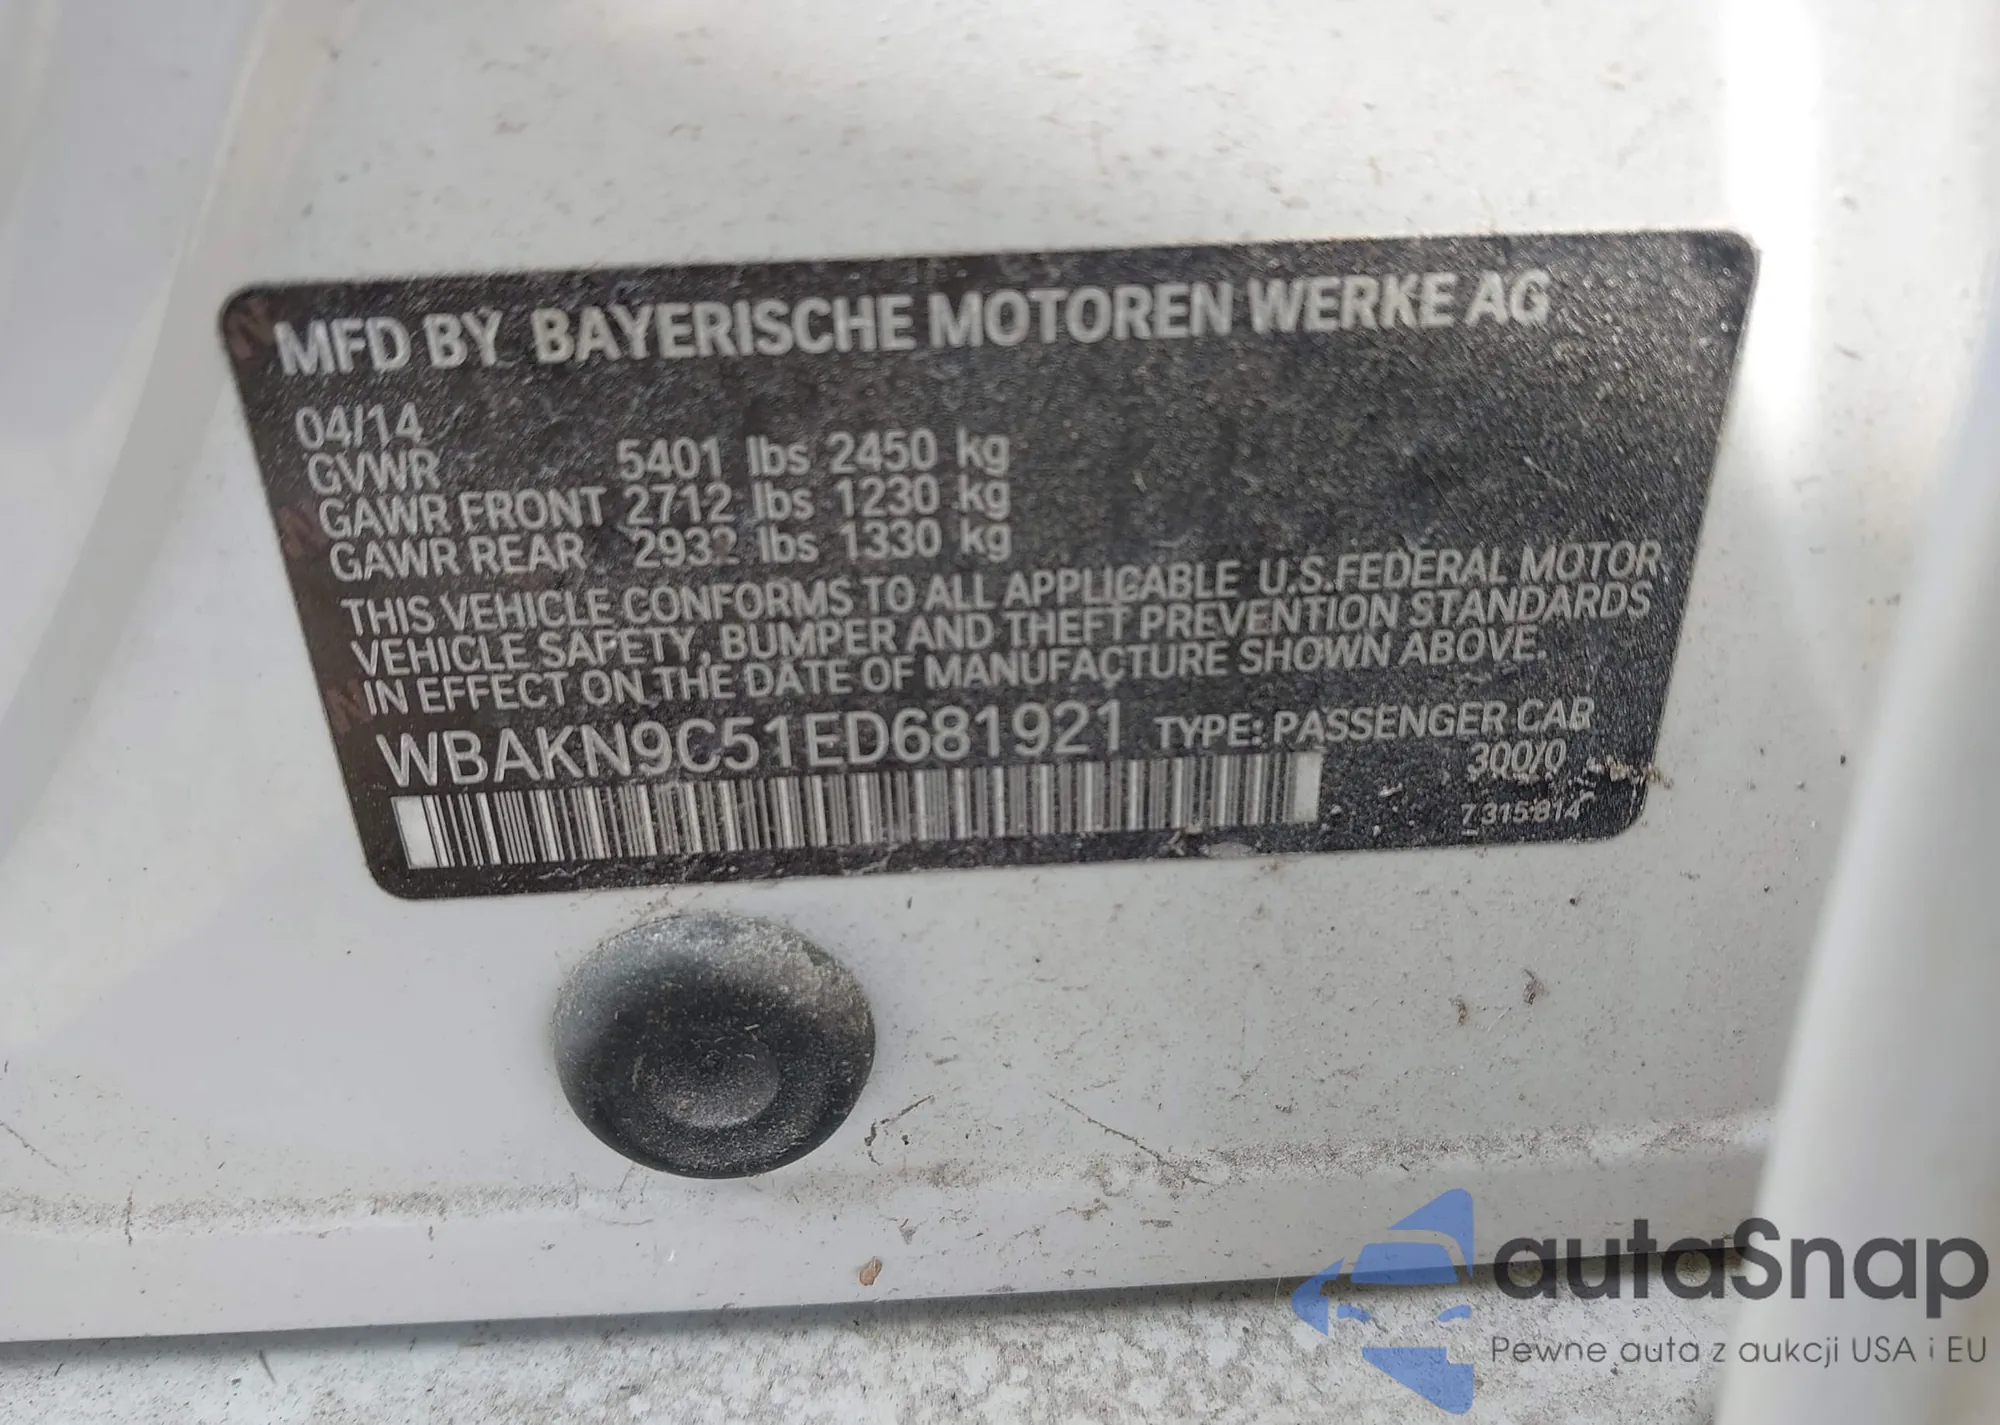 MFD BY BAYERISCHE MOTOREN WERKE AG
04/14
GVWR 5401 lbs 2450 kg
GAWR FRONT 2712 lbs 1230 kg
GAWR REAR 2932 lbs 1330 kg
THIS VEHICLE CONFORMS TO ALL APPLICABLE U.S.FEDERAL MOTOR
VEHICLE SAFETY, BUMPER AND THEFT PREVENTION STANDARDS
IN EFFECT ON THE DATE OF MANUFACTURE SHOWN ABOVE.
WBAKN9C51ED681921 TYPE: PASSENGER CAR
300/0
7 315 814
autaSnap
Pewne auta z aukcji USA i EU